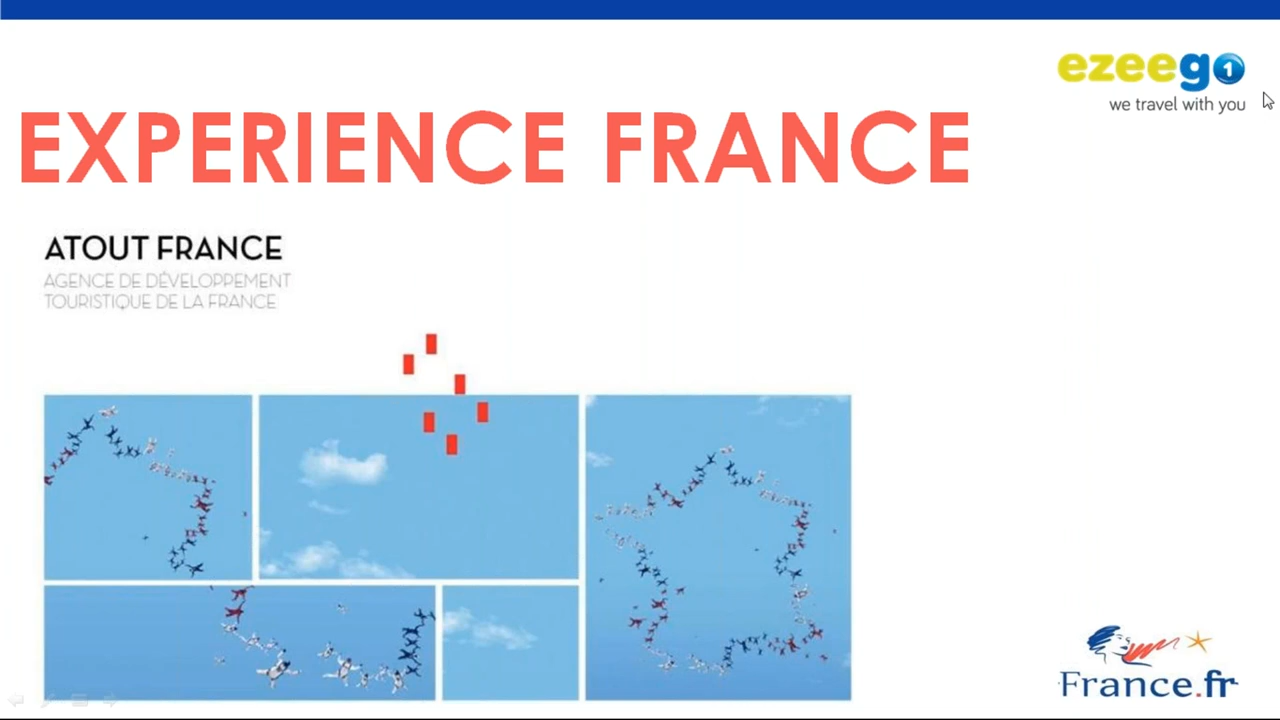 ezeego1
we travel with you
EXPERIENCE FRANCE
ATOUT FRANCE
AGENCE DE DÉVELOPPEMENT
TOURISTIQUE DE LA FRANCE
France.fr